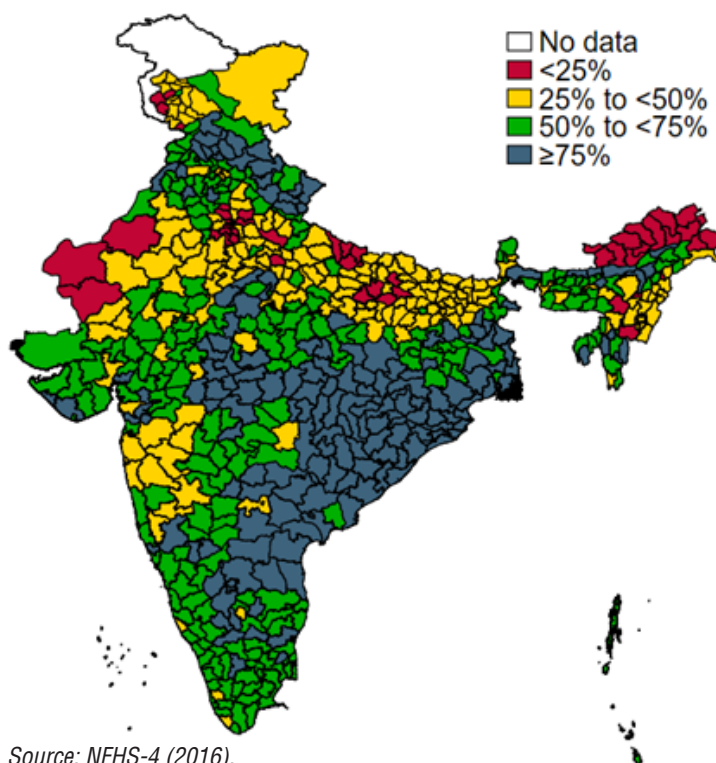 No data
<25%
25% to <50%
50% to <75%
≥75%
Source: NFHS-4 (2016).